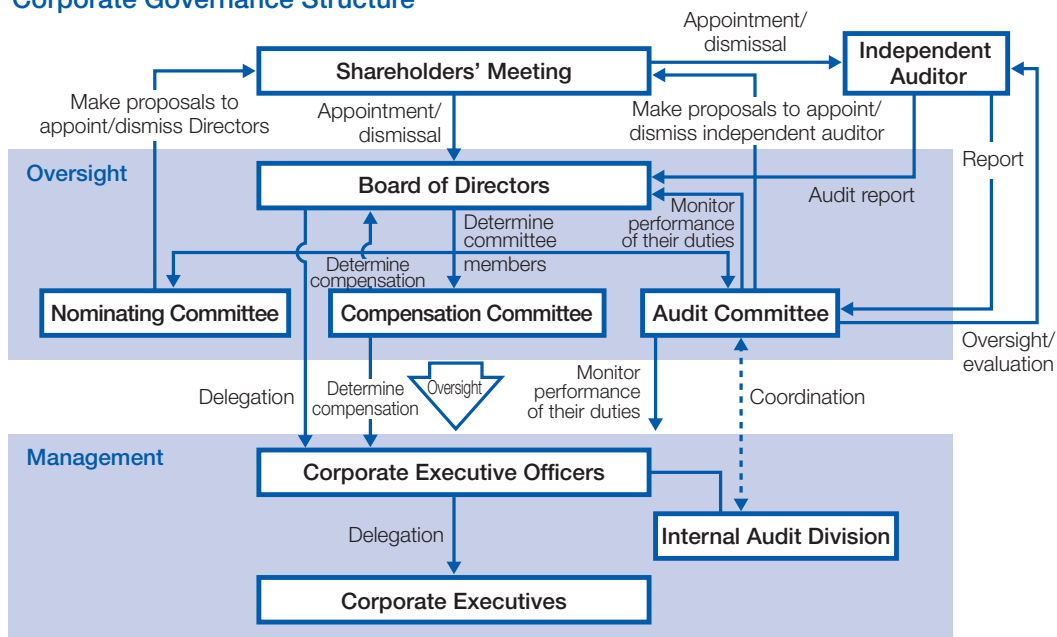 Corporate Governance Structure
Appointment/
dismissal
Shareholders’ Meeting
Independent
Auditor
Make proposals to
appoint/dismiss Directors
Appointment/
dismissal
Make proposals to appoint/
dismiss independent auditor
Report
Oversight
Board of Directors
Audit report
Determine
committee
members
Monitor
performance
of their duties
Determine
compensation
Nominating Committee
Compensation Committee
Audit Committee
Oversight/
evaluation
Delegation
Determine
compensation
Oversight
Monitor
performance
of their duties
Coordination
Management
Corporate Executive Officers
Internal Audit Division
Delegation
Corporate Executives